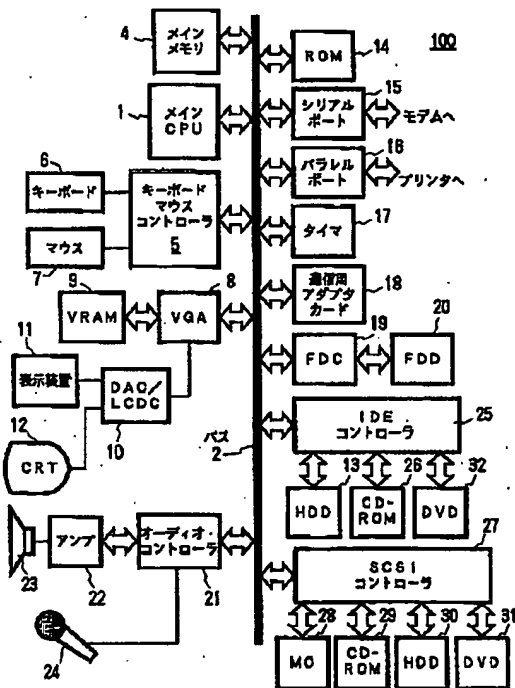 100
4
メイン
メモリ
1
メイン
CPU
6
キーボード
マウス
7
キーボード
マウス
コントローラ
5
9
VRAM
8
VGA
11
表示装置
DAC/
LCDC
10
12
CRT
バス
2
アンプ
22
23
オーディオ・
コントローラ
21
24
ROM
14
シリアル
ポート
15
モデムへ
パラレル
ポート
16
プリンタへ
タイマ
17
通信用
アダプタ
カード
18
19
FDC
20
FDD
IDE
コントローラ
25
13
HDD
26
CD-
ROM
32
DVD
27
SCSI
コントローラ
28
MO
29
CD-
ROM
30
HDD
31
DVD